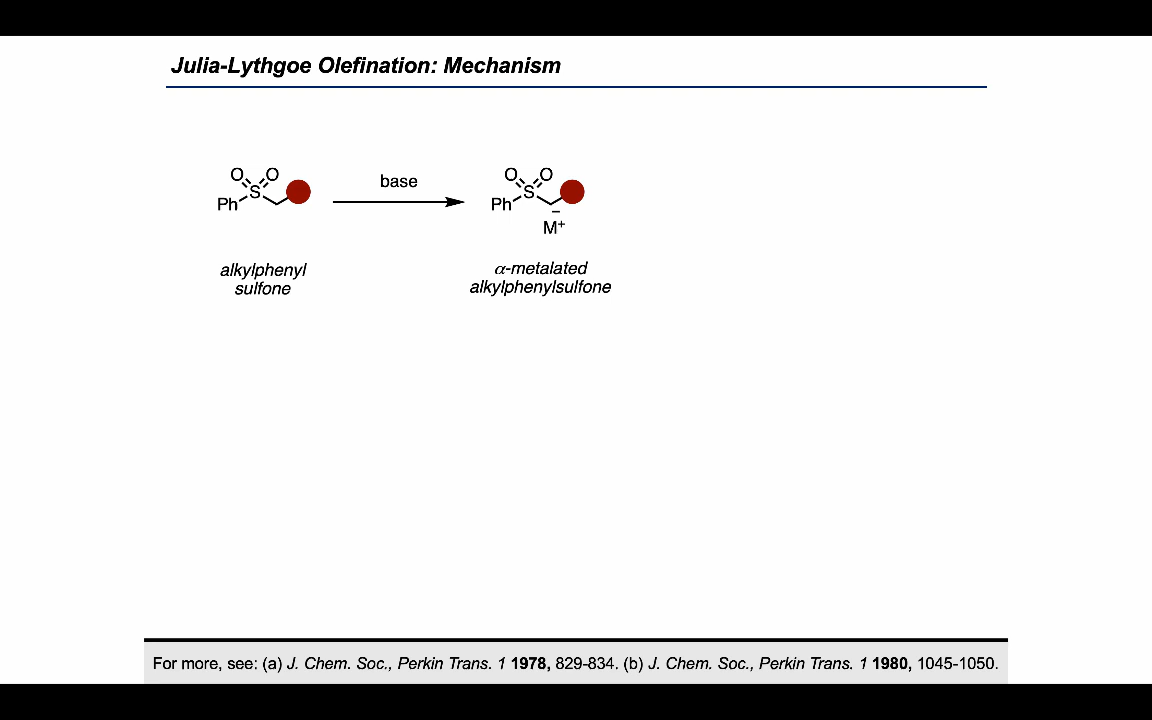 Julia-Lythgoe Olefination: Mechanism
O O
S
Ph
base
O O
S
Ph
−
M⁺
alkylphenyl
sulfone
α-metalated
alkylphenylsulfone
For more, see: (a) J. Chem. Soc., Perkin Trans. 1 1978, 829-834. (b) J. Chem. Soc., Perkin Trans. 1 1980, 1045-1050.